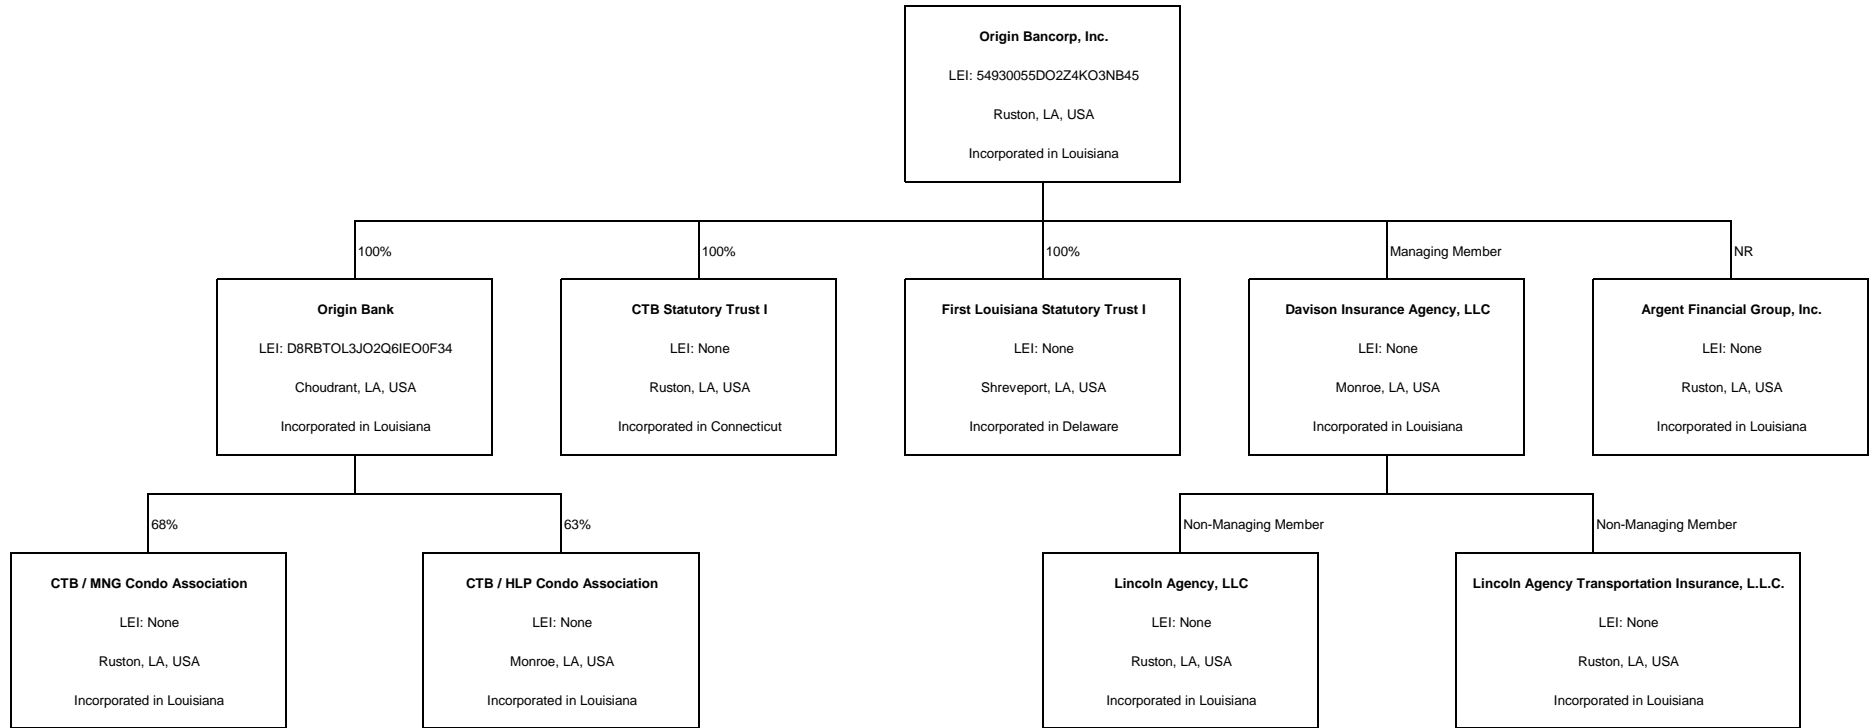 Origin Bancorp, Inc.
LEI: 54930055DO2Z4KO3NB45
Ruston, LA, USA
Incorporated in Louisiana
100%
Origin Bank
LEI: D8RBTOL3JO2Q6IEO0F34
Choudrant, LA, USA
Incorporated in Louisiana
100%
CTB Statutory Trust I
LEI: None
Ruston, LA, USA
Incorporated in Connecticut
100%
First Louisiana Statutory Trust I
LEI: None
Shreveport, LA, USA
Incorporated in Delaware
Managing Member
Davison Insurance Agency, LLC
LEI: None
Monroe, LA, USA
Incorporated in Louisiana
NR
Argent Financial Group, Inc.
LEI: None
Ruston, LA, USA
Incorporated in Louisiana
68%
CTB / MNG Condo Association
LEI: None
Ruston, LA, USA
Incorporated in Louisiana
63%
CTB / HLP Condo Association
LEI: None
Monroe, LA, USA
Incorporated in Louisiana
Non-Managing Member
Lincoln Agency, LLC
LEI: None
Ruston, LA, USA
Incorporated in Louisiana
Non-Managing Member
Lincoln Agency Transportation Insurance, L.L.C.
LEI: None
Ruston, LA, USA
Incorporated in Louisiana